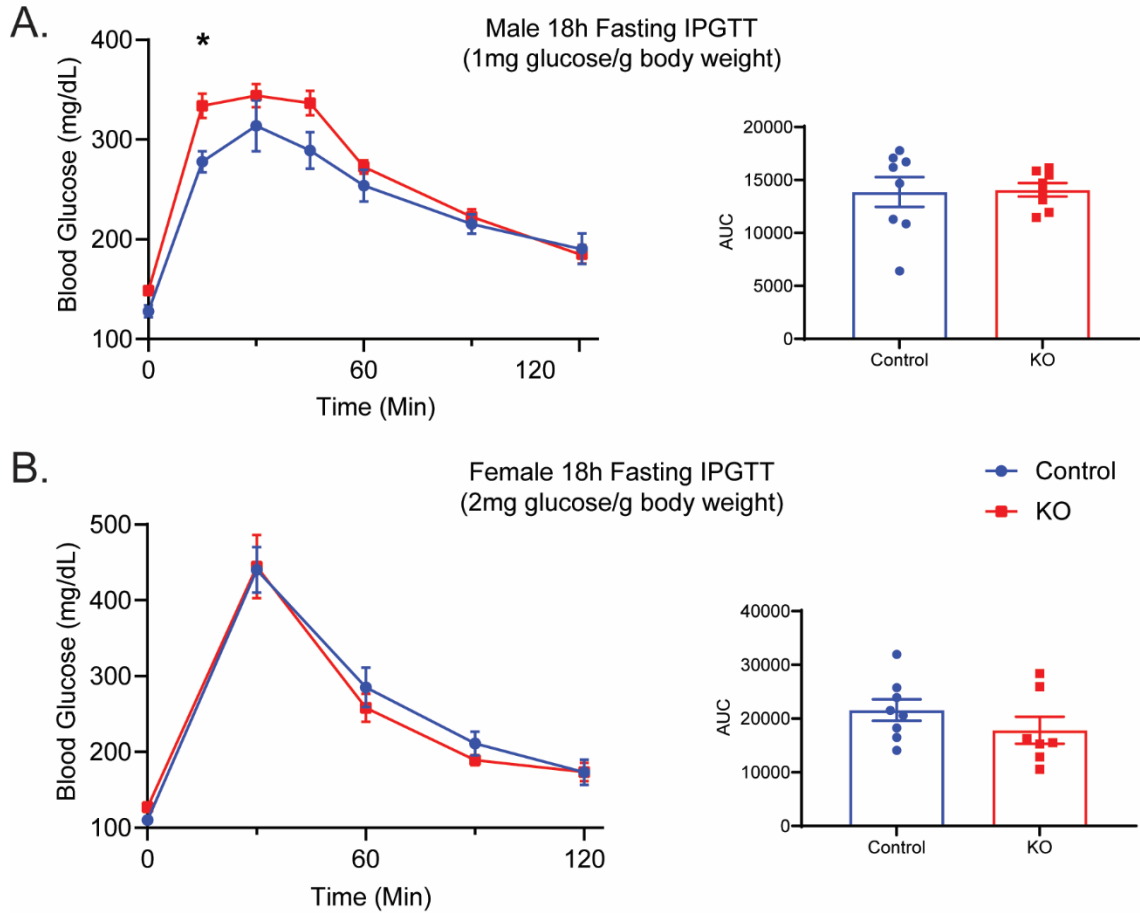 A.
Male 18h Fasting IPGTT
(1mg glucose/g body weight)
*
400
300
200
100
Blood Glucose (mg/dL)
0
60
120
Time (Min)
20000
15000
10000
5000
0
AUC
Control
KO
B.
Female 18h Fasting IPGTT
(2mg glucose/g body weight)
Control
KO
500
400
300
200
100
Blood Glucose (mg/dL)
0
60
120
Time (Min)
40000
30000
20000
10000
0
AUC
Control
KO